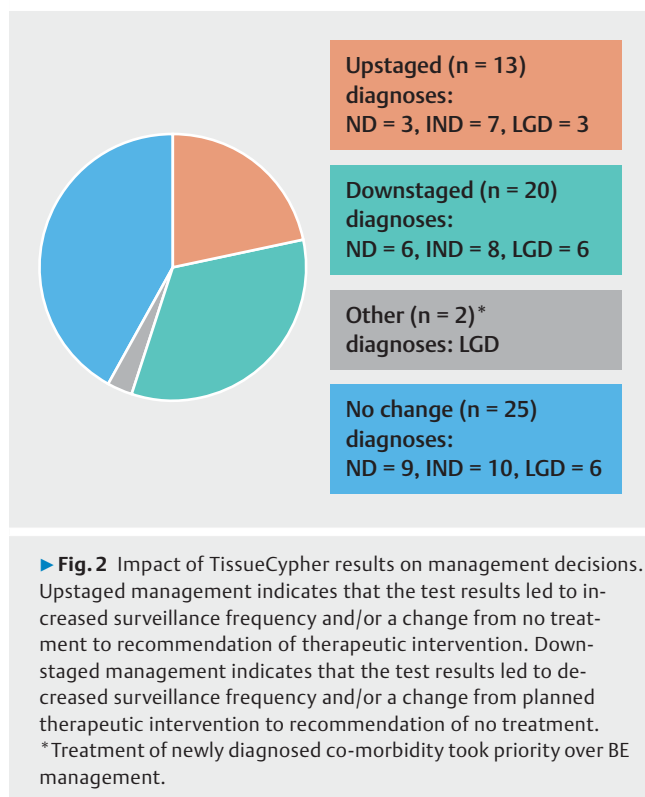 Upstaged (n = 13)
diagnoses:
ND = 3, IND = 7, LGD = 3
Downstaged (n = 20)
diagnoses:
ND = 6, IND = 8, LGD = 6
Other (n = 2)*
diagnoses: LGD
No change (n = 25)
diagnoses:
ND = 9, IND = 10, LGD = 6
▶Fig. 2 Impact of TissueCypher results on management decisions.
Upstaged management indicates that the test results led to in-
creased surveillance frequency and/or a change from no treat-
ment to recommendation of therapeutic intervention. Down-
staged management indicates that the test results led to de-
creased surveillance frequency and/or a change from planned
therapeutic intervention to recommendation of no treatment.
*Treatment of newly diagnosed co-morbidity took priority over BE
management.